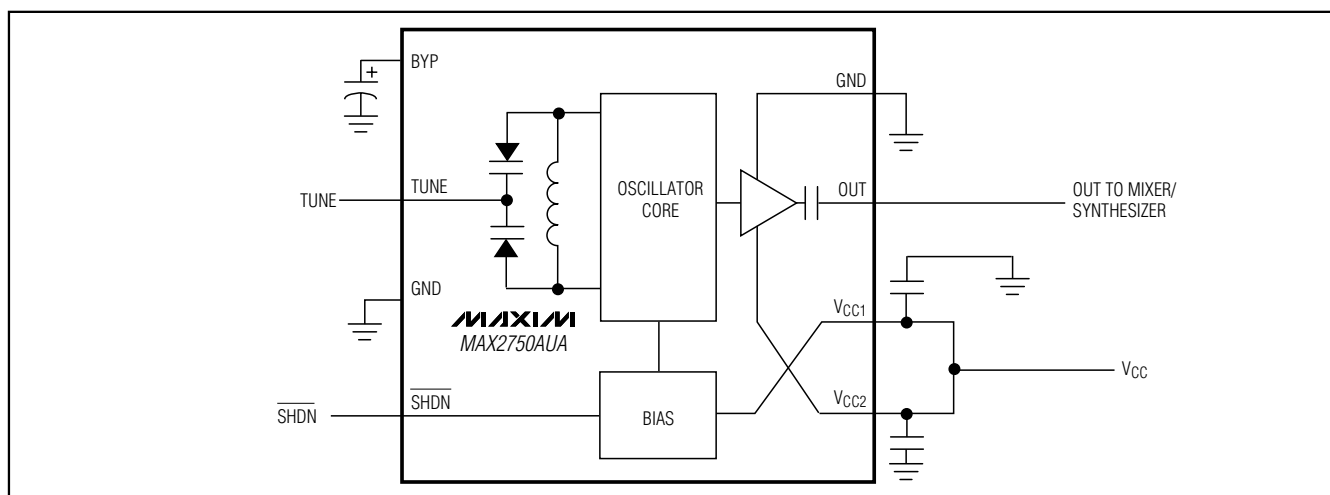 BYP
+
GND
TUNE
TUNE
OSCILLATOR
CORE
OUT
OUT TO MIXER/
SYNTHESIZER
GND
MAXIM
MAX2750AUA
VCC1
VCC
SHDN
SHDN
BIAS
VCC2